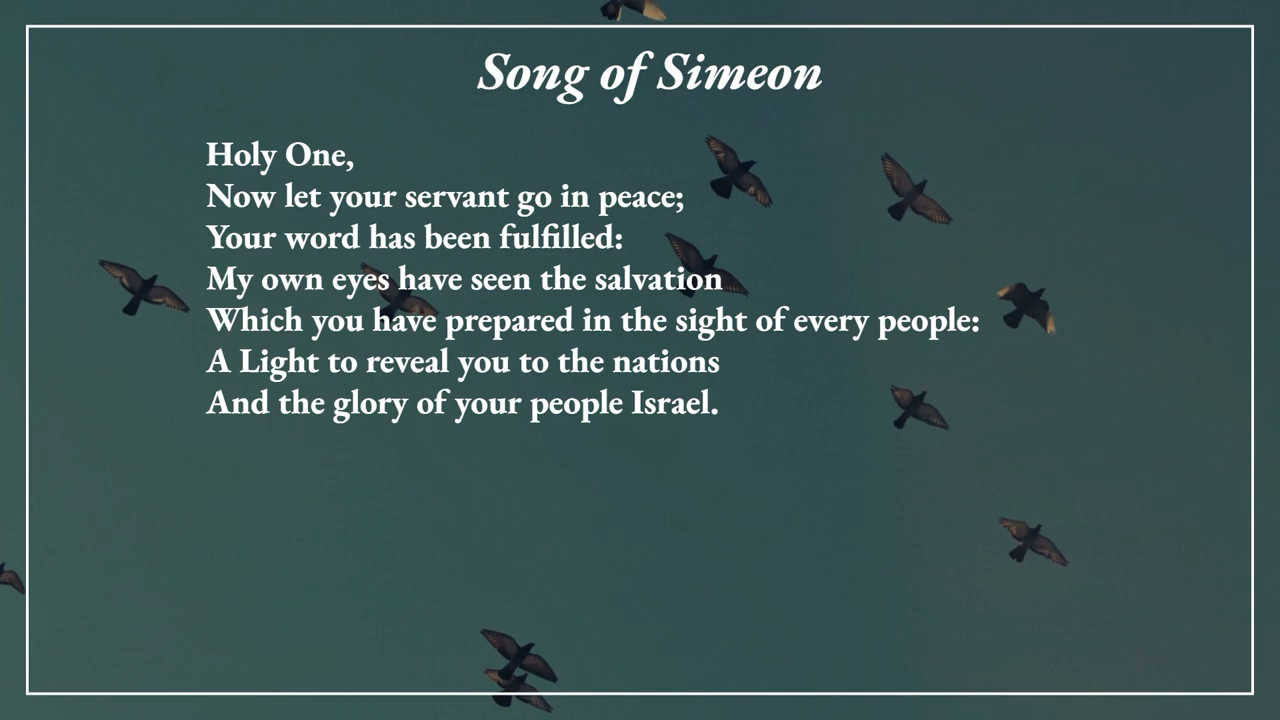 Song of Simeon
Holy One,
Now let your servant go in peace;
Your word has been fulfilled:
My own eyes have seen the salvation
Which you have prepared in the sight of every people:
A Light to reveal you to the nations
And the glory of your people Israel.